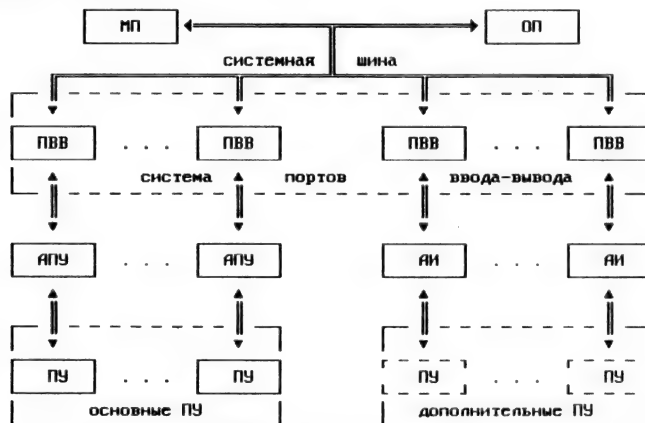 МП ОП
системная шина
ПВВ . . . ПВВ ПВВ . . . ПВВ
система портов ввода-вывода
АПУ . . . АПУ АИ . . . АИ
ПУ . . . ПУ ПУ . . . ПУ
основные ПУ дополнительные ПУ